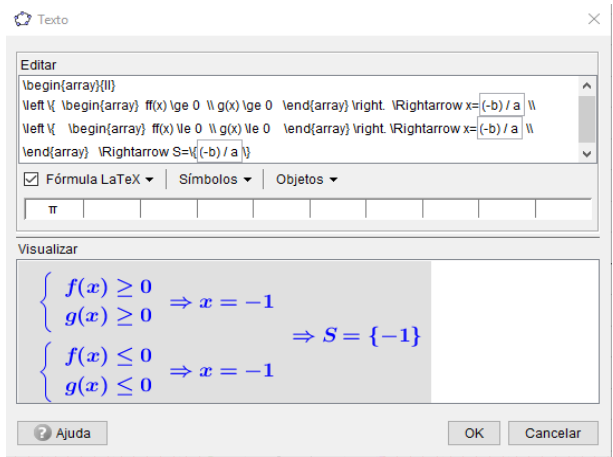 Texto
Editar
\begin{array}{ll}
\left \{ \begin{array} ff(x) \ge 0 \\ g(x) \ge 0 \end{array} \right. \Rightarrow x= (-b) / a \\
\left \{ \begin{array} ff(x) \le 0 \\ g(x) \le 0 \end{array} \right. \Rightarrow x= (-b) / a \\
\end{array} \Rightarrow S=\{ (-b) / a \}
Fórmula LaTeX Símbolos Objetos
π
Visualizar
f(x) ≥ 0
g(x) ≥ 0
⇒ x = −1
⇒ S = {−1}
f(x) ≤ 0
g(x) ≤ 0
⇒ x = −1
Ajuda OK Cancelar